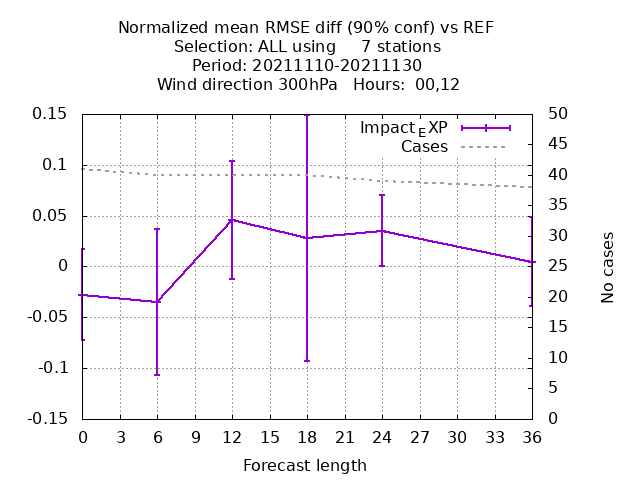 Normalized mean RMSE diff (90% conf) vs REF
Selection: ALL using     7 stations
Period: 20211110-20211130
Wind direction 300hPa   Hours:  00,12
0.15
0.1
0.05
0
-0.05
-0.1
-0.15
50
45
40
35
30
25
20
15
10
5
0
Impact_EXP
Cases
No cases
0 3 6 9 12 15 18 21 24 27 30 33 36
Forecast length